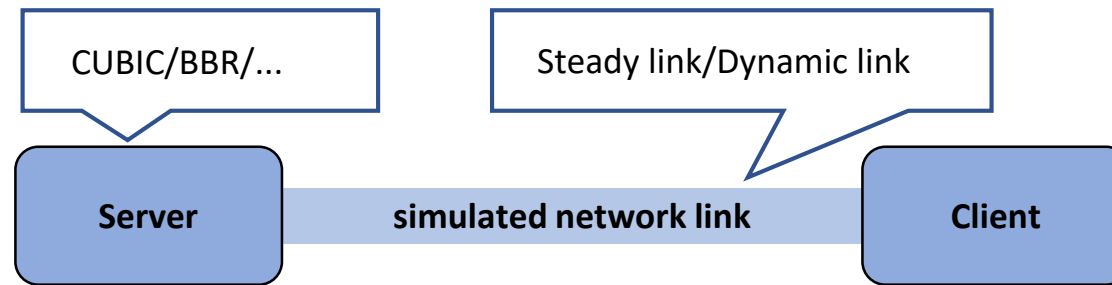 CUBIC/BBR/...
Steady link/Dynamic link
Server
simulated network link
Client